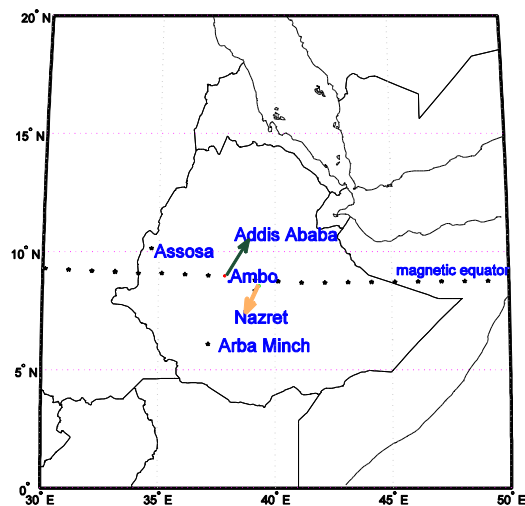 20° N
15° N
Addis Ababa
Assosa
10° N
Ambo
magnetic equator
Nazret
Arba Minch
5° N
0°
30° E 35° E 40° E 45° E 50° E